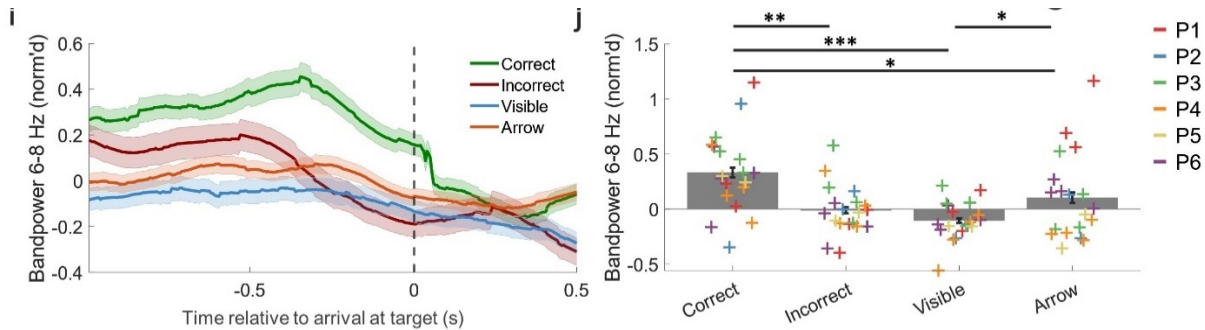 i
Bandpower 6-8 Hz (norm'd)
0.6
0.4
0.2
0
-0.2
-0.4
-0.5
0
0.5
Time relative to arrival at target (s)
Correct
Incorrect
Visible
Arrow
j
Bandpower 6-8 Hz (norm'd)
1.5
1
0.5
0
-0.5
**
***
*
*
Correct
Incorrect
Visible
Arrow
P1
P2
P3
P4
P5
P6